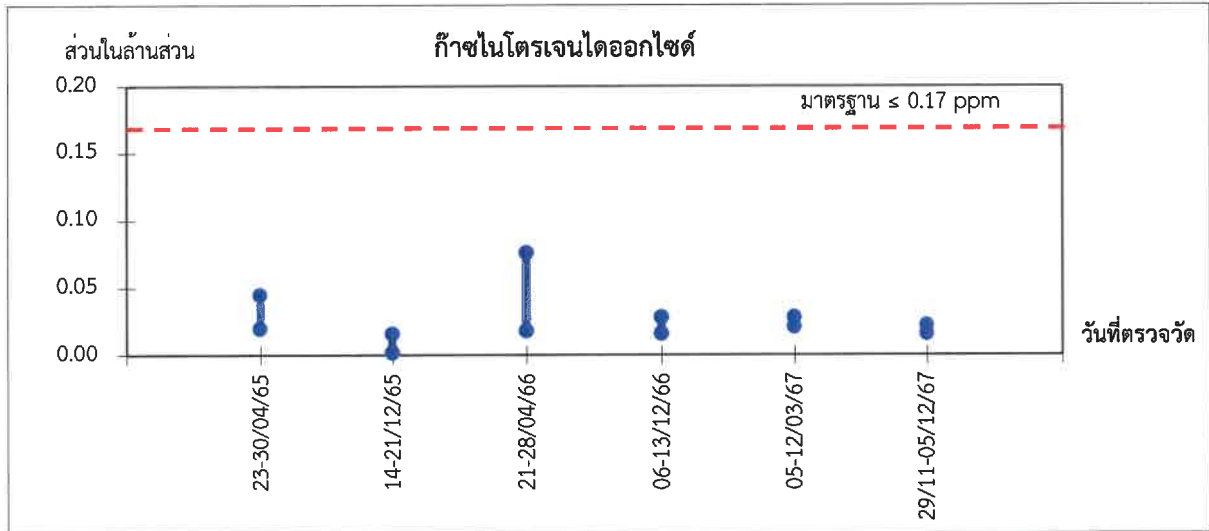 ก๊าซไนโตรเจนไดออกไซด์
ส่วนในล้านส่วน
มาตรฐาน ≤ 0.17 ppm
0.20
0.15
0.10
0.05
0.00
วันที่ตรวจวัด
23-30/04/65
14-21/12/65
21-28/04/66
06-13/12/66
05-12/03/67
29/11-05/12/67